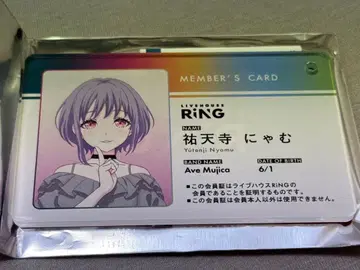 MEMBER'S CARD
LIVEHOUSE
RiNG
NAME
祐天寺 にゃむ
Yutenji Nyamu
BAND NAME
DATE OF BIRTH
Ave Mujica
6/1
■この会員証はライブハウスRiNGの
会員であることを証明するものです。
■この会員証は会員本人以外は使用できません。